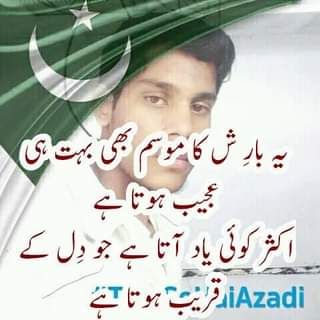 یہ بارِ ش کا موسم بھی بہت ہی
عجیب ہوتا ہے
اکثر کوئی یاد آتا ہے جو دِل کے
قریب ہوتا ہے
Azadi